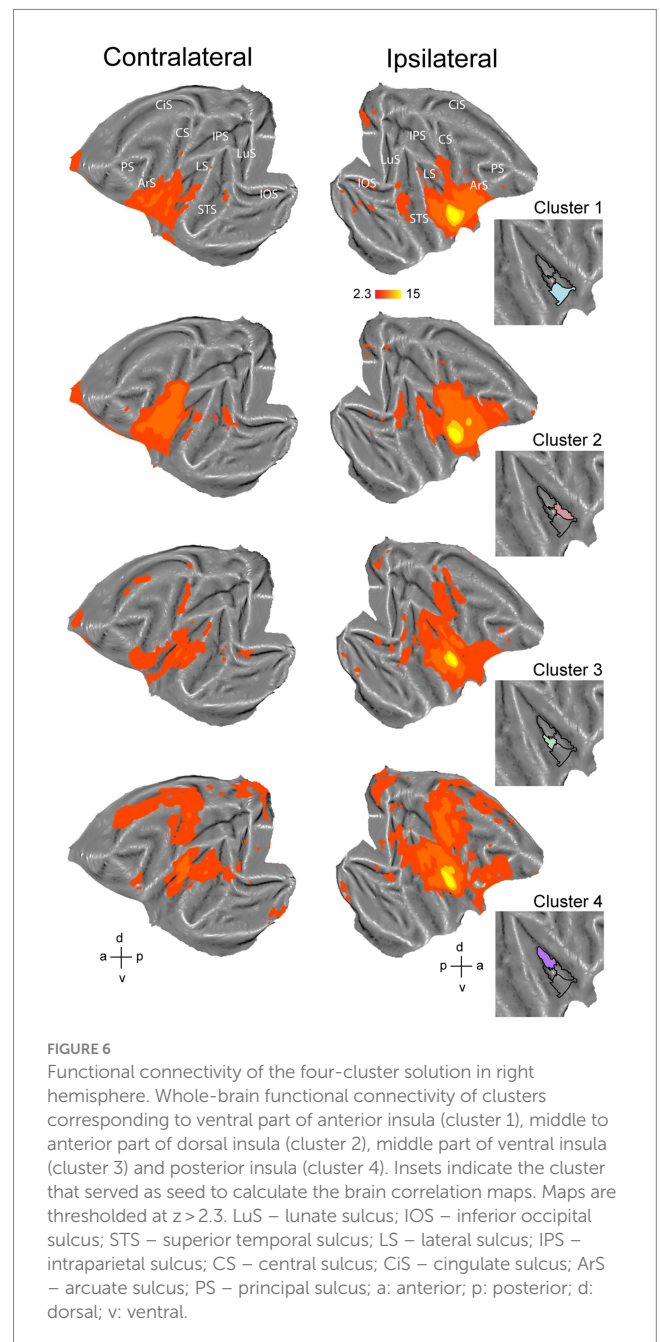 Contralateral
Ipsilateral
CiS
CS
IPS
LuS
PS
LS
ArS
IOS
STS
CiS
IPS
CS
LuS
PS
LS
IOS
ArS
STS
Cluster 1
2.3 15
Cluster 2
Cluster 3
Cluster 4
d
a p
v
d
p a
v
FIGURE 6
Functional connectivity of the four-cluster solution in right
hemisphere. Whole-brain functional connectivity of clusters
corresponding to ventral part of anterior insula (cluster 1), middle to
anterior part of dorsal insula (cluster 2), middle part of ventral insula
(cluster 3) and posterior insula (cluster 4). Insets indicate the cluster
that served as seed to calculate the brain correlation maps. Maps are
thresholded at z > 2.3. LuS – lunate sulcus; IOS – inferior occipital
sulcus; STS – superior temporal sulcus; LS – lateral sulcus; IPS –
intraparietal sulcus; CS – central sulcus; CiS – cingulate sulcus; ArS
– arcuate sulcus; PS – principal sulcus; a: anterior; p: posterior; d:
dorsal; v: ventral.